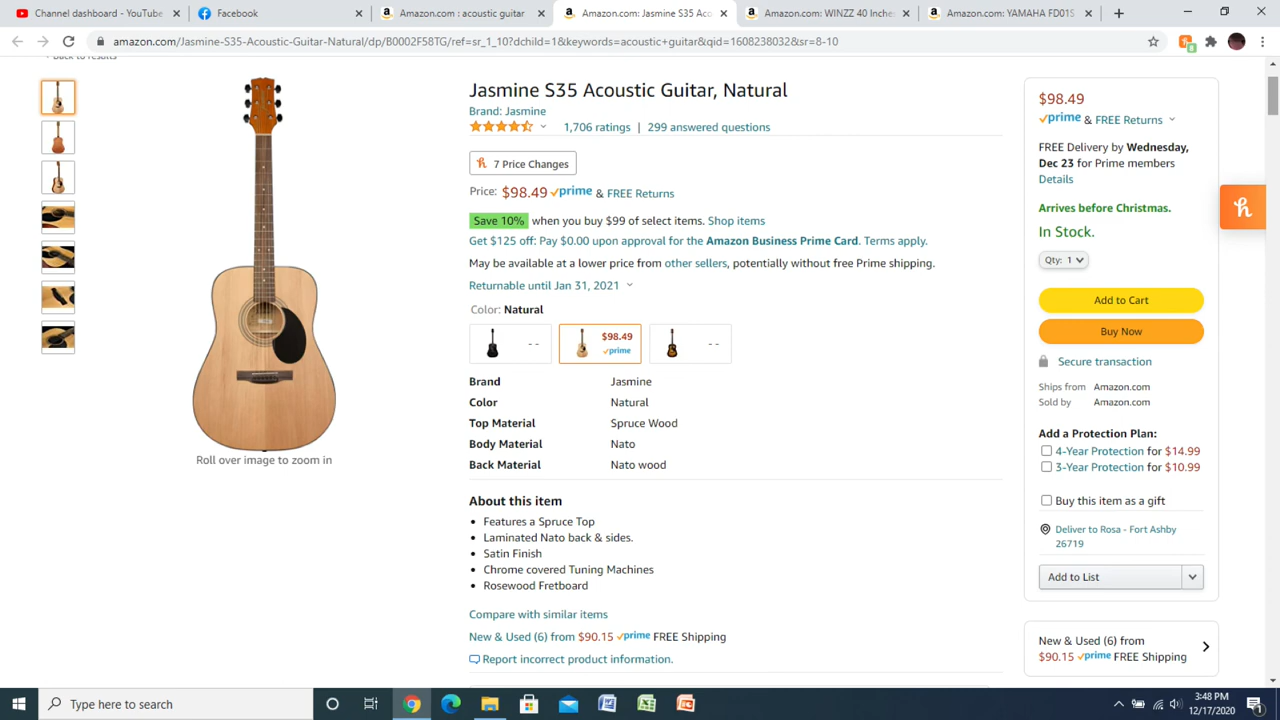 Channel dashboard - YouTube
Facebook
Amazon.com : acoustic guitar
Amazon.com: Jasmine S35 Aco
Amazon.com: WINZZ 40 Inches
Amazon.com: YAMAHA FD01S
amazon.com/Jasmine-S35-Acoustic-Guitar-Natural/dp/B0002F58TG/ref=sr_1_10?dchild=1&keywords=acoustic+guitar&qid=1608238032&sr=8-10
8
Back to results
Jasmine S35 Acoustic Guitar, Natural
Brand: Jasmine
1,706 ratings | 299 answered questions
7 Price Changes
Price: $98.49 prime & FREE Returns
Save 10% when you buy $99 of select items. Shop items
Get $125 off: Pay $0.00 upon approval for the Amazon Business Prime Card. Terms apply.
May be available at a lower price from other sellers, potentially without free Prime shipping.
Returnable until Jan 31, 2021
Color: Natural
- -
$98.49
prime
- -
Brand Jasmine
Color Natural
Top Material Spruce Wood
Body Material Nato
Back Material Nato wood
Roll over image to zoom in
About this item
• Features a Spruce Top
• Laminated Nato back & sides.
• Satin Finish
• Chrome covered Tuning Machines
• Rosewood Fretboard
Compare with similar items
New & Used (6) from $90.15 prime FREE Shipping
Report incorrect product information.
$98.49
prime & FREE Returns
FREE Delivery by Wednesday,
Dec 23 for Prime members
Details
Arrives before Christmas.
In Stock.
Qty: 1
Add to Cart
Buy Now
Secure transaction
Ships from Amazon.com
Sold by Amazon.com
Add a Protection Plan:
4-Year Protection for $14.99
3-Year Protection for $10.99
Buy this item as a gift
Deliver to Rosa - Fort Ashby
26719
Add to List
New & Used (6) from
$90.15 prime FREE Shipping
h
Type here to search
3:48 PM
12/17/2020
1